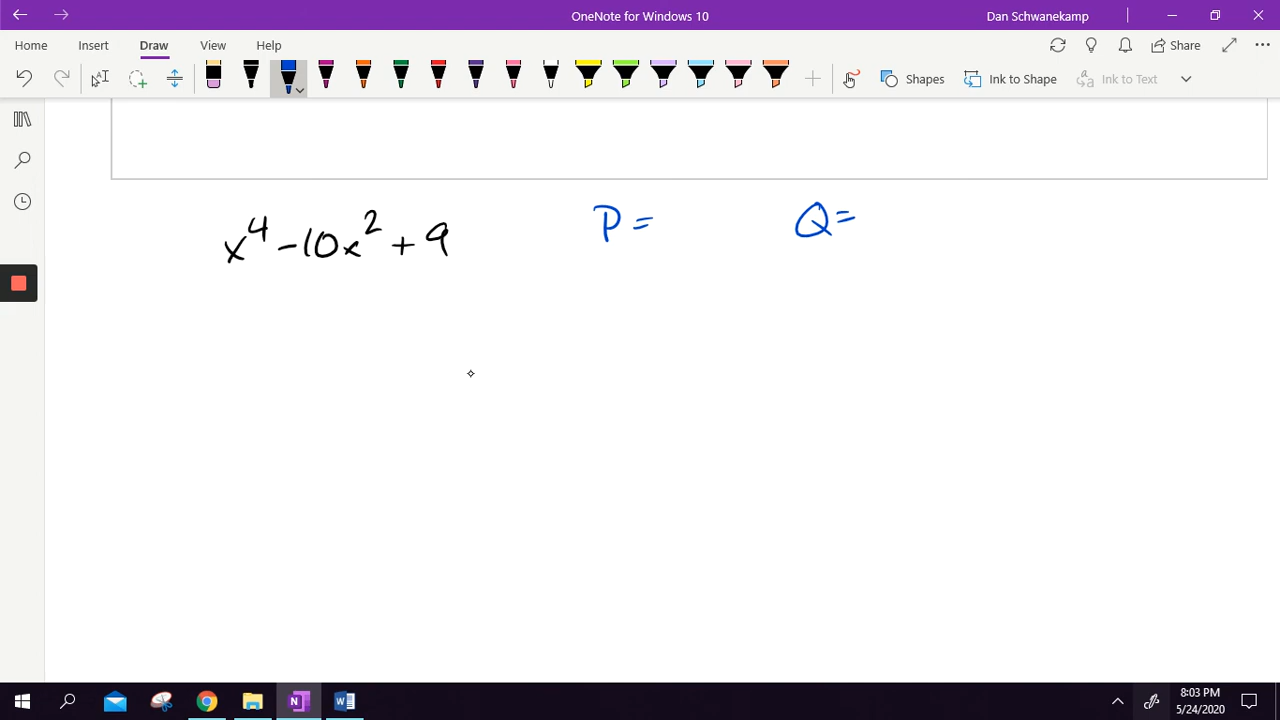 OneNote for Windows 10
Dan Schwanekamp
Home Insert Draw View Help
Share
Shapes Ink to Shape Ink to Text
x⁴ -10x² + 9 P = Q =
8:03 PM
5/24/2020